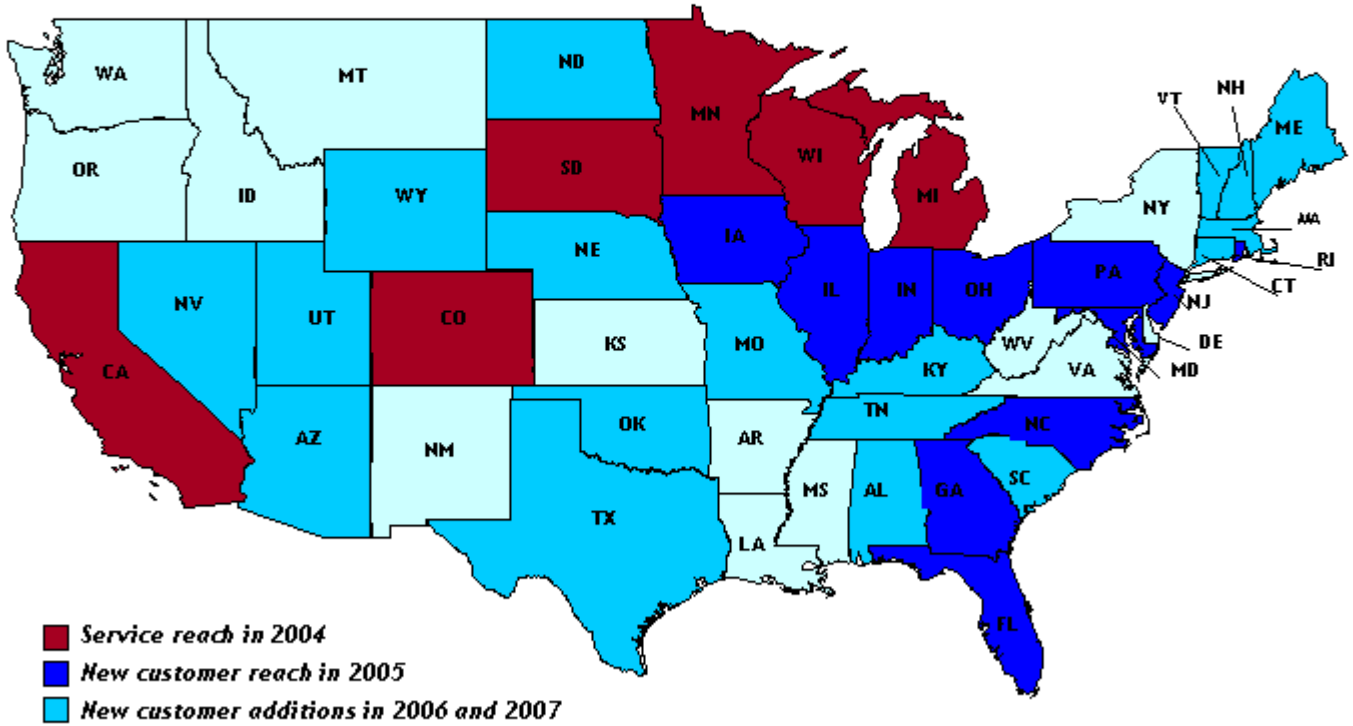 WA
MT
ND
MN
VT
NH
ME
OR
ID
SD
WI
WY
MI
NY
MA
IA
NE
RI
NV
UT
CO
IL
IN
OH
PA
CT
NJ
KS
MO
WV
DE
CA
KY
VA
MD
AZ
OK
TN
NC
NM
AR
MS
AL
GA
SC
TX
LA
FL
Service reach in 2004
New customer reach in 2005
New customer additions in 2006 and 2007